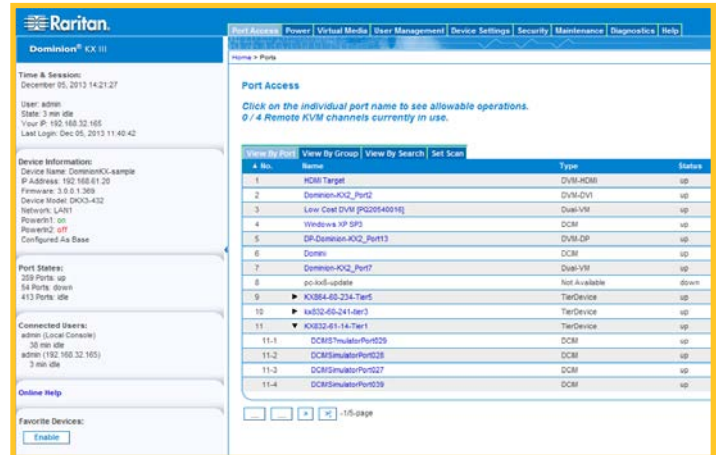 Raritan.
Port Access Power Virtual Media User Management Device Settings Security Maintenance Diagnostics Help
Dominion® KX III
Home > Ports
Time & Session:
December 05, 2013 14:21:27
User: admin
State: 3 min idle
Your IP: 192.168.32.165
Last Login: Dec 05, 2013 11:40:42
Device Information:
Device Name: DominionKX-sample
IP Address: 192.168.61.20
Firmware: 3.0.0.1.369
Device Model: DKX3-432
Network: LAN1
PowerIn1: on
PowerIn2: off
Configured As Base
Port States:
359 Ports: up
54 Ports: down
413 Ports: idle
Connected Users:
admin (Local Console)
38 min idle
admin (192.168.32.165)
3 min idle
Online Help
Favorite Devices:
Enable
Port Access
Click on the individual port name to see allowable operations.
0 / 4 Remote KVM channels currently in use.
View By Port View By Group View By Search Set Scan
▲ No. Name Type Status
1 HDMI Target DVM-HDMI up
2 Dominion-KX2_Port2 DVM-DVI up
3 Low Cost DVM [PQ20540016] Dual-VM up
4 Windows XP SP3 DCIM up
5 DP-Dominion-KX2_Port13 DVM-DP up
6 Domini DCIM up
7 Dominion-KX2_Port7 Dual-VM up
8 pc-kx8-update Not Available down
9 ► KX864-60-234-Tier5 TierDevice up
10 ► kx832-60-241-tier3 TierDevice up
11 ▼ KX832-61-14-Tier1 TierDevice up
11-1 DCIMS?mulatorPort029 DCIM up
11-2 DCIMSimulatorPort028 DCIM up
11-3 DCIMSimulatorPort027 DCIM up
11-4 DCIMSimulatorPort039 DCIM up
-1/5-page